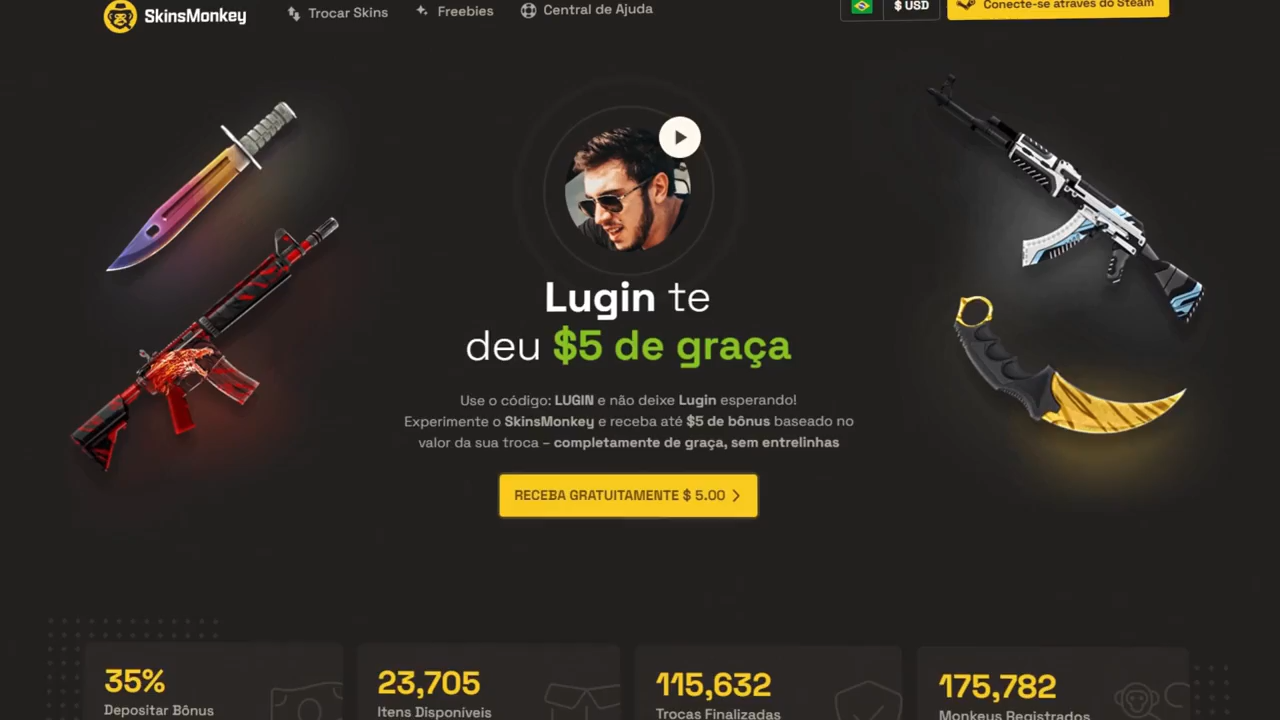 SkinsMonkey
Trocar Skins
Freebies
Central de Ajuda
$ USD
Conecte-se através do Steam
Lugin te
deu $5 de graça
Use o código: LUGIN e não deixe Lugin esperando!
Experimente o SkinsMonkey e receba até $5 de bônus baseado no
valor da sua troca – completamente de graça, sem entrelinhas
RECEBA GRATUITAMENTE $ 5.00
35%
Depositar Bônus
23,705
Itens Disponíveis
115,632
Trocas Finalizadas
175,782
Monkeys Registrados